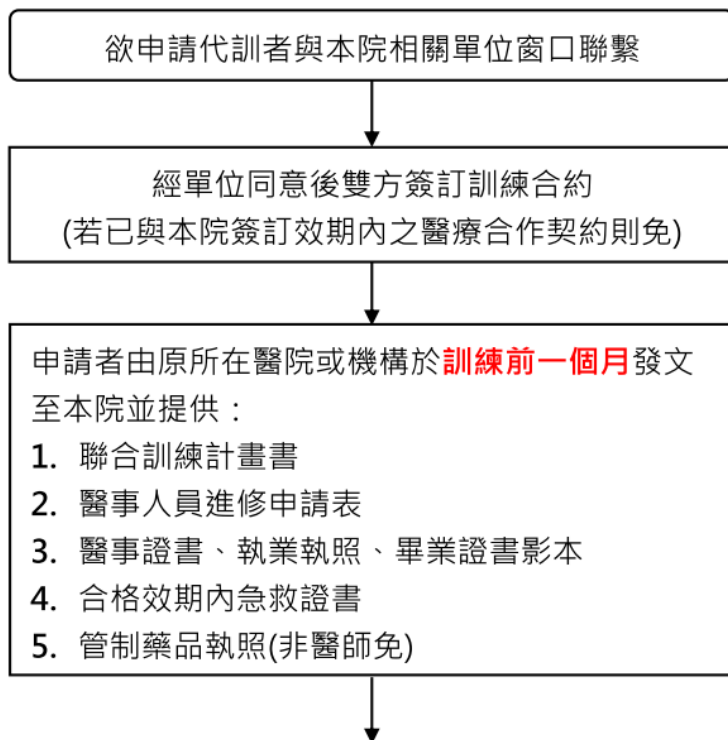 欲申請代訓者與本院相關單位窗口聯繫
經單位同意後雙方簽訂訓練合約
(若已與本院簽訂效期內之醫療合作契約則免)
申請者由原所在醫院或機構於訓練前一個月發文
至本院並提供：
1. 聯合訓練計畫書
2. 醫事人員進修申請表
3. 醫事證書、執業執照、畢業證書影本
4. 合格效期內急救證書
5. 管制藥品執照(非醫師免)